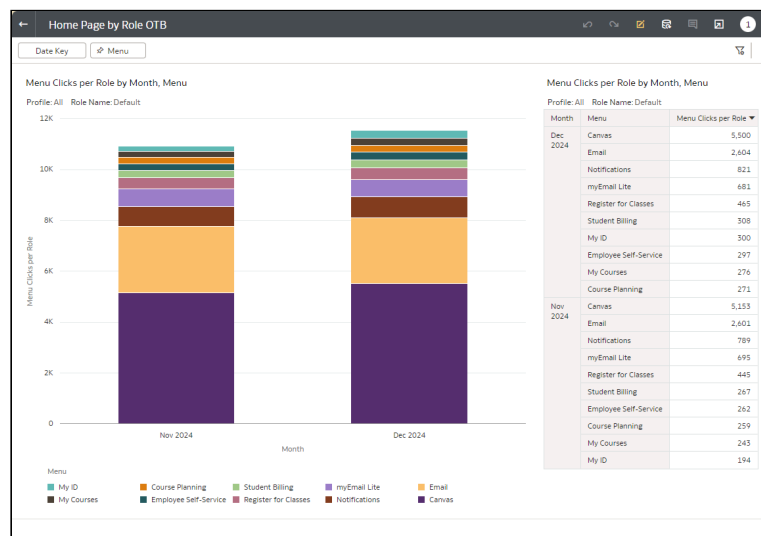 Home Page by Role OTB
1
Date Key
Menu
Menu Clicks per Role by Month, Menu
Profile: All Role Name: Default
12K
10K
8K
6K
4K
2K
0
Menu Clicks per Role
Nov 2024
Dec 2024
Month
Menu
My ID
Course Planning
Student Billing
myEmail Lite
Email
My Courses
Employee Self-Service
Register for Classes
Notifications
Canvas
Menu Clicks per Role by Month, Menu
Profile: All Role Name: Default
Month Menu Menu Clicks per Role
Dec 2024 Canvas 5,500
Email 2,604
Notifications 821
myEmail Lite 681
Register for Classes 465
Student Billing 308
My ID 300
Employee Self-Service 297
My Courses 276
Course Planning 271
Nov 2024 Canvas 5,153
Email 2,601
Notifications 789
myEmail Lite 695
Register for Classes 445
Student Billing 267
Employee Self-Service 262
Course Planning 259
My Courses 243
My ID 194